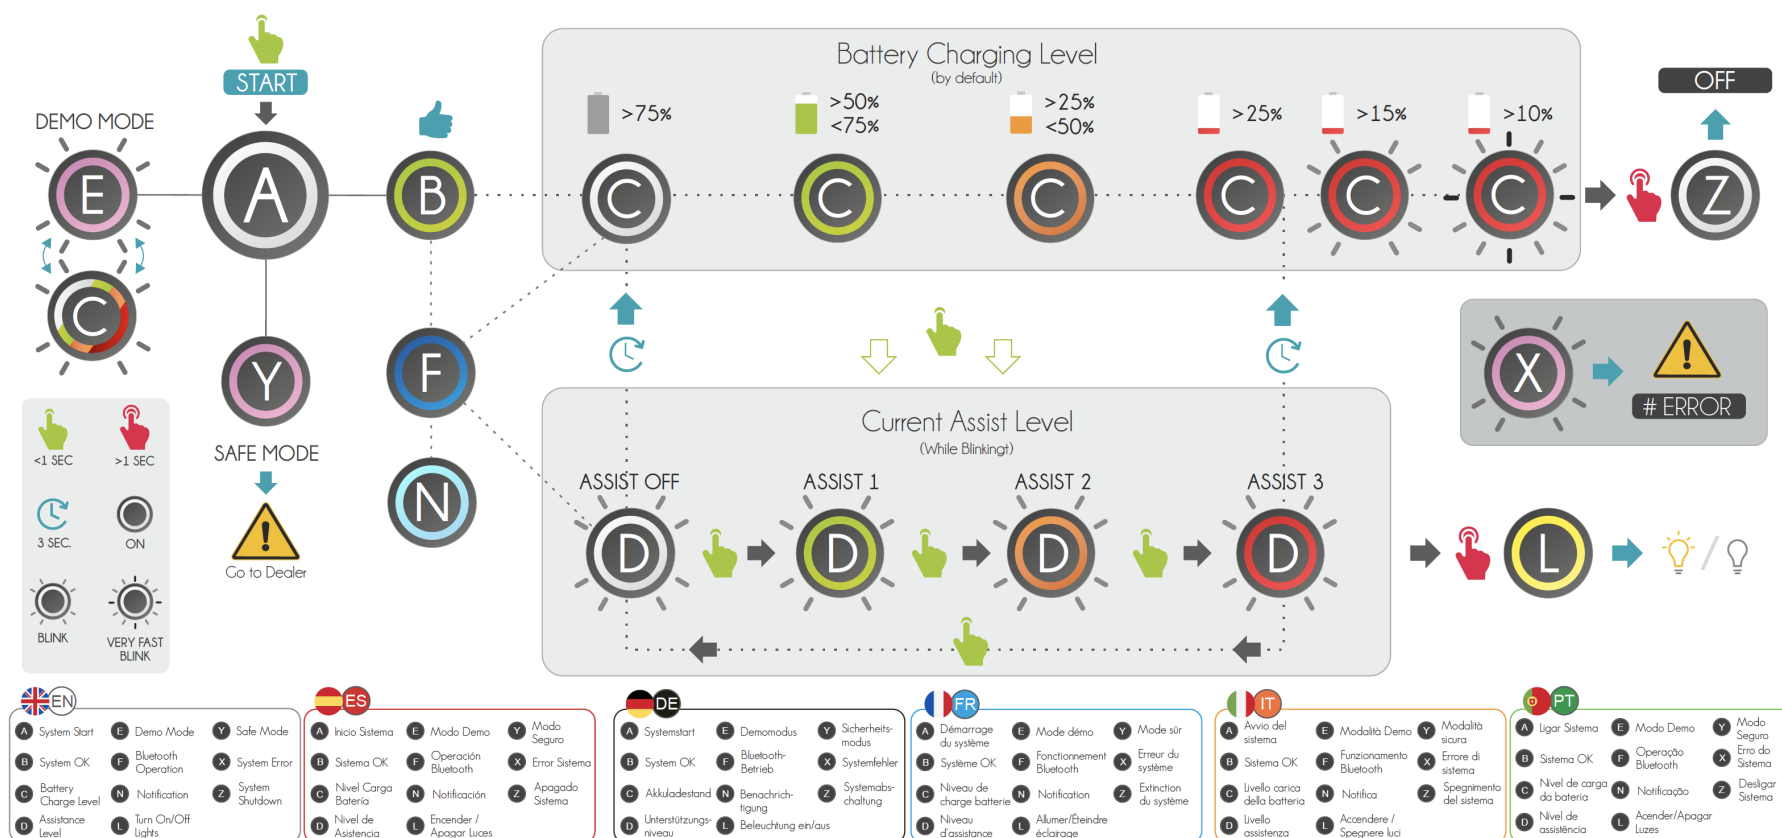 START
DEMO MODE
E
A
B
C
Y
F
N
SAFE MODE
Go to Dealer
<1 SEC
>1 SEC
3 SEC.
ON
BLINK
VERY FAST
BLINK
Battery Charging Level
(by default)
>75%
>50%
<75%
>25%
<50%
>25%
>15%
>10%
C
C
C
C
C
C
OFF
Z
X
# ERROR
Current Assist Level
(While Blinkingt)
ASSIST OFF
ASSIST 1
ASSIST 2
ASSIST 3
D
D
D
D
L
EN
A System Start
B System OK
C Battery
Charge Level
D Assistance
Level
E Demo Mode
F Bluetooth
Operation
N Notification
L Turn On/Off
Lights
Y Safe Mode
X System Error
Z System
Shutdown
ES
A Inicio Sistema
B Sistema OK
C Nivel Carga
Batería
D Nivel de
Asistencia
E Modo Demo
F Operación
Bluetooth
N Notificación
L Encender /
Apagar Luces
Y Modo
Seguro
X Error Sistema
Z Apagado
Sistema
DE
A Systemstart
B System OK
C Akkuladestand
D Unterstützungs-
niveau
E Demomodus
F Bluetooth-
Betrieb
N Benachrich-
tigung
L Beleuchtung ein/aus
Y Sicherheits-
modus
X Systemfehler
Z Systemabs-
chaltung
FR
A Démarrage
du système
B Système OK
C Niveau de
charge batterie
D Niveau
d'assistance
E Mode démo
F Fonctionnement
Bluetooth
N Notification
L Allumer/Éteindre
éclairage
Y Mode sûr
X Erreur du
système
Z Extinction
du système
IT
A Avvio del
sistema
B Sistema OK
C Livello carica
della batteria
D Livello
assistenza
E Modalità Demo
F Funzionamento
Bluetooth
N Notifica
L Accendere /
Spegnere luci
Y Modalità
sicura
X Errore di
sistema
Z Spegnimento
del sistema
PT
A Ligar Sistema
B Sistema OK
C Nivel de carga
da bateria
D Nivel de
assistência
E Modo Demo
F Operação
Bluetooth
N Notificação
L Acender/Apagar
Luzes
Y Modo
Seguro
X Erro do
Sistema
Z Desligar
Sistema